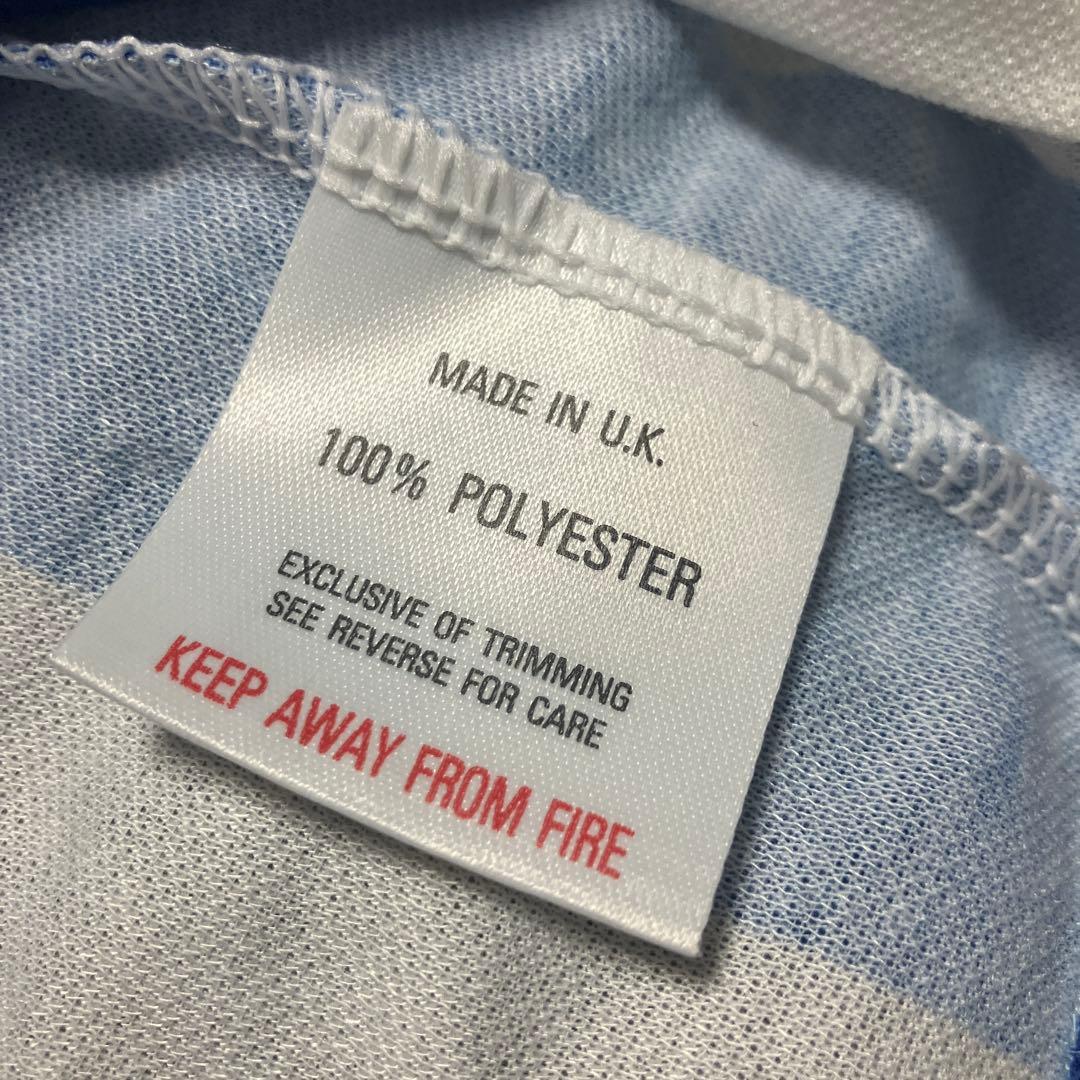 MADE IN U.K.
100% POLYESTER
EXCLUSIVE OF TRIMMING
SEE REVERSE FOR CARE
KEEP AWAY FROM FIRE